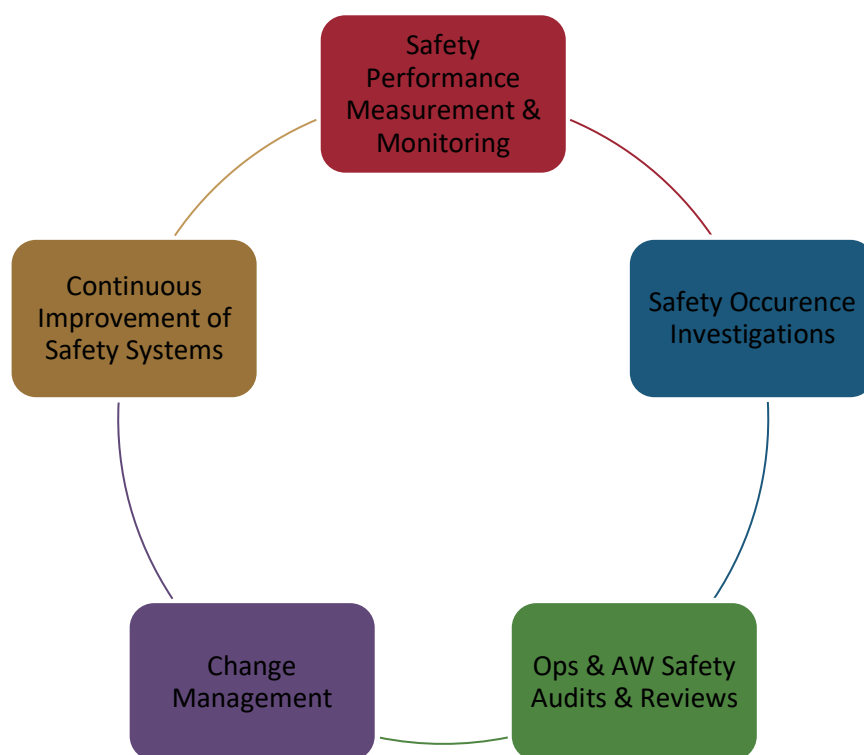 Safety
Performance
Measurement &
Monitoring
Safety Occurence
Investigations
Ops & AW Safety
Audits & Reviews
Change
Management
Continuous
Improvement of
Safety Systems